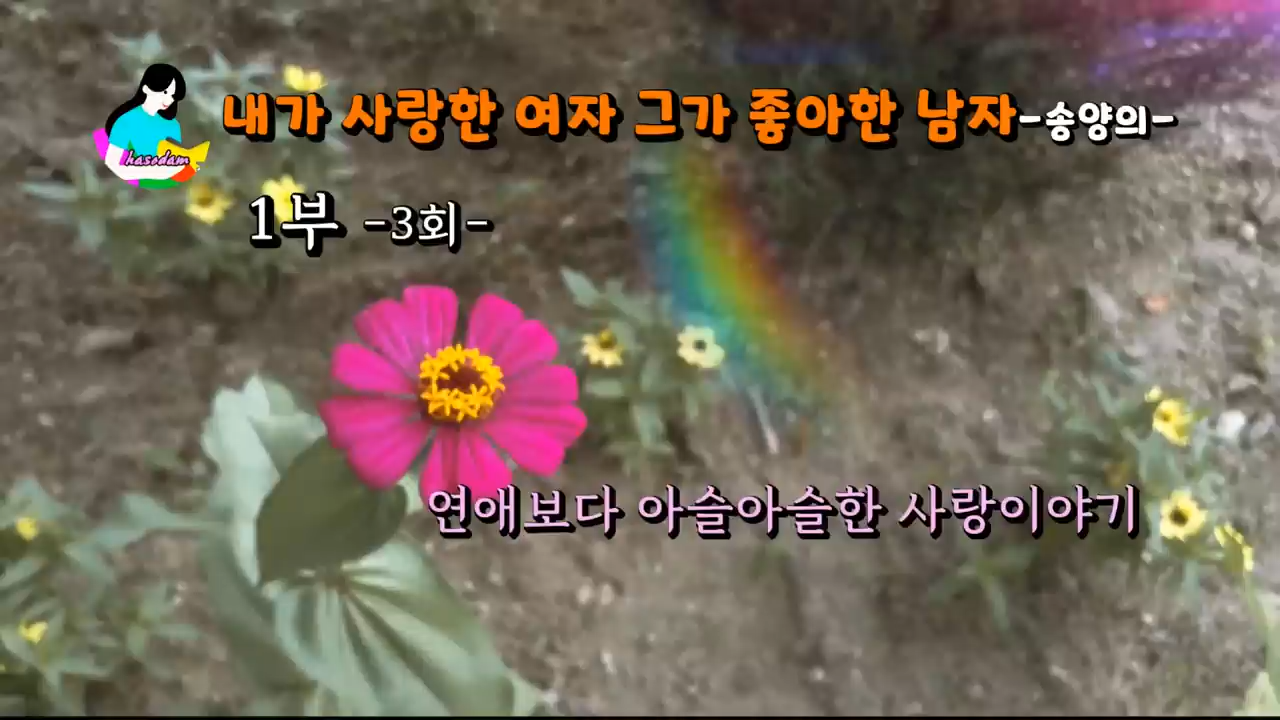 내가 사랑한 여자 그가 좋아한 남자-송양의-
hasodam
1부 -3회-
연애보다 아슬아슬한 사랑이야기